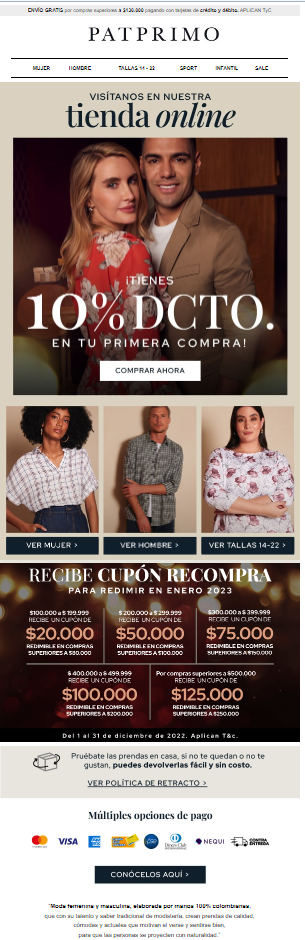 ENVÍO GRATIS por compras superiores a $130.000 pagando con tarjetas de crédito y débito. APLICAN TyC
PATPRIMO
MUJER HOMBRE TALLAS 14 - 22 SPORT INFANTIL SALE
VISÍTANOS EN NUESTRA
tienda online
¡TIENES
10% DCTO.
EN TU PRIMERA COMPRA!
COMPRAR AHORA
VER MUJER > VER HOMBRE > VER TALLAS 14-22 >
RECIBE CUPÓN RECOMPRA
PARA REDIMIR EN ENERO 2023
$100.000 a $ 199.999 $ 200.000 a $ 299.999 $300.000 a $ 399.999
RECIBE UN CUPÓN DE RECIBE UN CUPÓN DE RECIBE UN CUPÓN DE
$20.000 $50.000 $75.000
REDIMIBLE EN COMPRAS REDIMIBLE EN COMPRAS REDIMIBLE EN COMPRAS
SUPERIORES A $80.000 SUPERIORES A $100.000 SUPERIORES A $150.000
$ 400.000 a $ 499.999 Por compras superiores a $500.000
RECIBE UN CUPÓN DE RECIBE UN CUPÓN DE
$100.000 $125.000
REDIMIBLE EN COMPRAS REDIMIBLE EN COMPRAS
SUPERIORES A $200.000 SUPERIORES A $250.000
Del 1 al 31 de diciembre de 2022. Aplican T&c.
Pruébate las prendas en casa, si no te quedan o no te
gustan, puedes devolverlas fácil y sin costo.
VER POLÍTICA DE RETRACTO >
Múltiples opciones de pago
mastercard VISA Diners Club NEQUI CONTRA ENTREGA
CONÓCELOS AQUÍ >
"Moda femenina y masculina, elaborada por manos 100% colombianas,
que con su talento y saber tradicional de modistería, crean prendas de calidad,
cómodas y actuales que motivan el verse y sentirse bien,
para que las personas se proyecten con naturalidad."